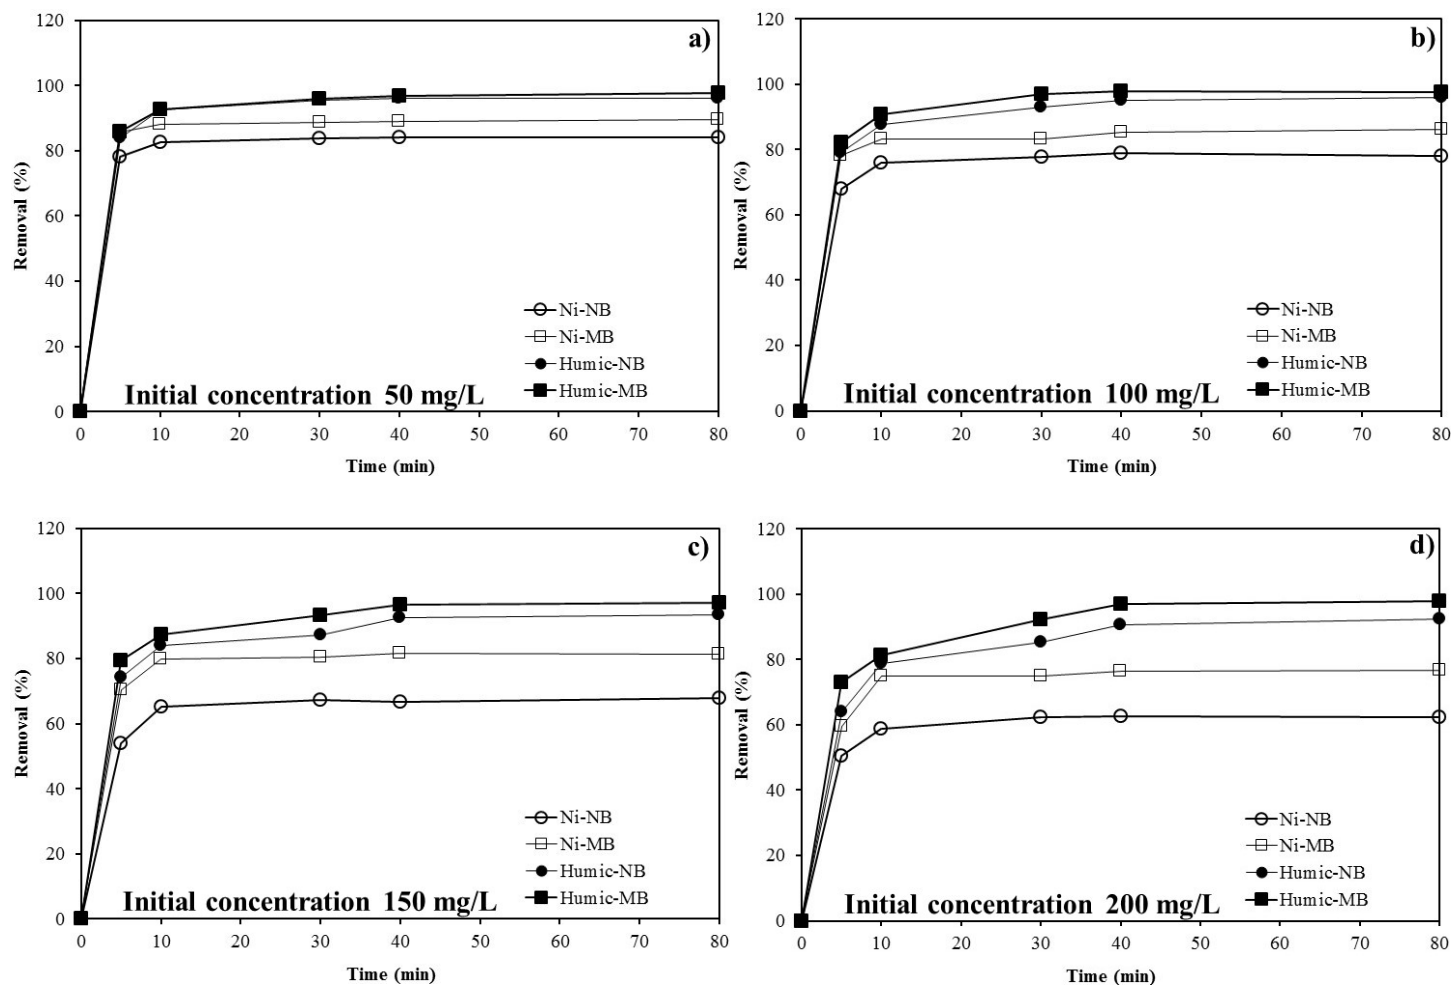 a)
120
100
80
60
40
20
0
Removal (%)
Ni-NB
Ni-MB
Humic-NB
Humic-MB
Initial concentration 50 mg/L
0 10 20 30 40 50 60 70 80
Time (min)
b)
120
100
80
60
40
20
0
Removal (%)
Ni-NB
Ni-MB
Humic-NB
Humic-MB
Initial concentration 100 mg/L
0 10 20 30 40 50 60 70 80
Time (min)
c)
120
100
80
60
40
20
0
Removal (%)
Ni-NB
Ni-MB
Humic-NB
Humic-MB
Initial concentration 150 mg/L
0 10 20 30 40 50 60 70 80
Time (min)
d)
120
100
80
60
40
20
0
Removal (%)
Ni-NB
Ni-MB
Humic-NB
Humic-MB
Initial concentration 200 mg/L
0 10 20 30 40 50 60 70 80
Time (min)